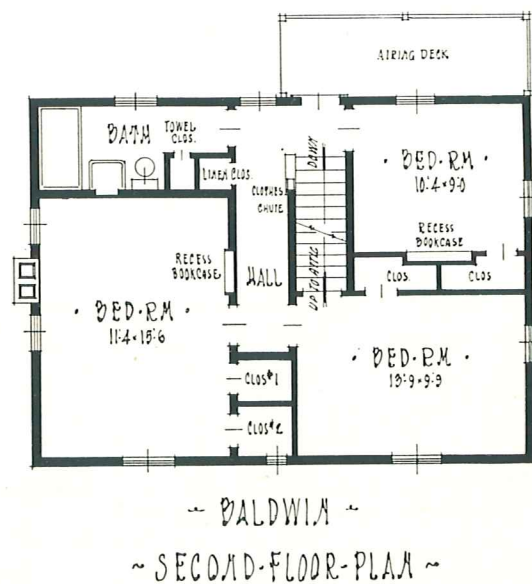 AIRING DECK
BATH
TOWEL
CLOS.
LINEN CLOS.
CLOTHES
CHUTE
DOWN
UP TO ATTIC
BED-RM
10'-4×9'-0
RECESS
BOOKCASE
CLOS.
CLOS
RECESS
BOOKCASE
HALL
BED-RM
11'-4×15'-6
BED-RM
13'-9×9'-9
CLOS#1
CLOS#2
~ BALDWIN ~
~ SECOND-FLOOR-PLAN ~